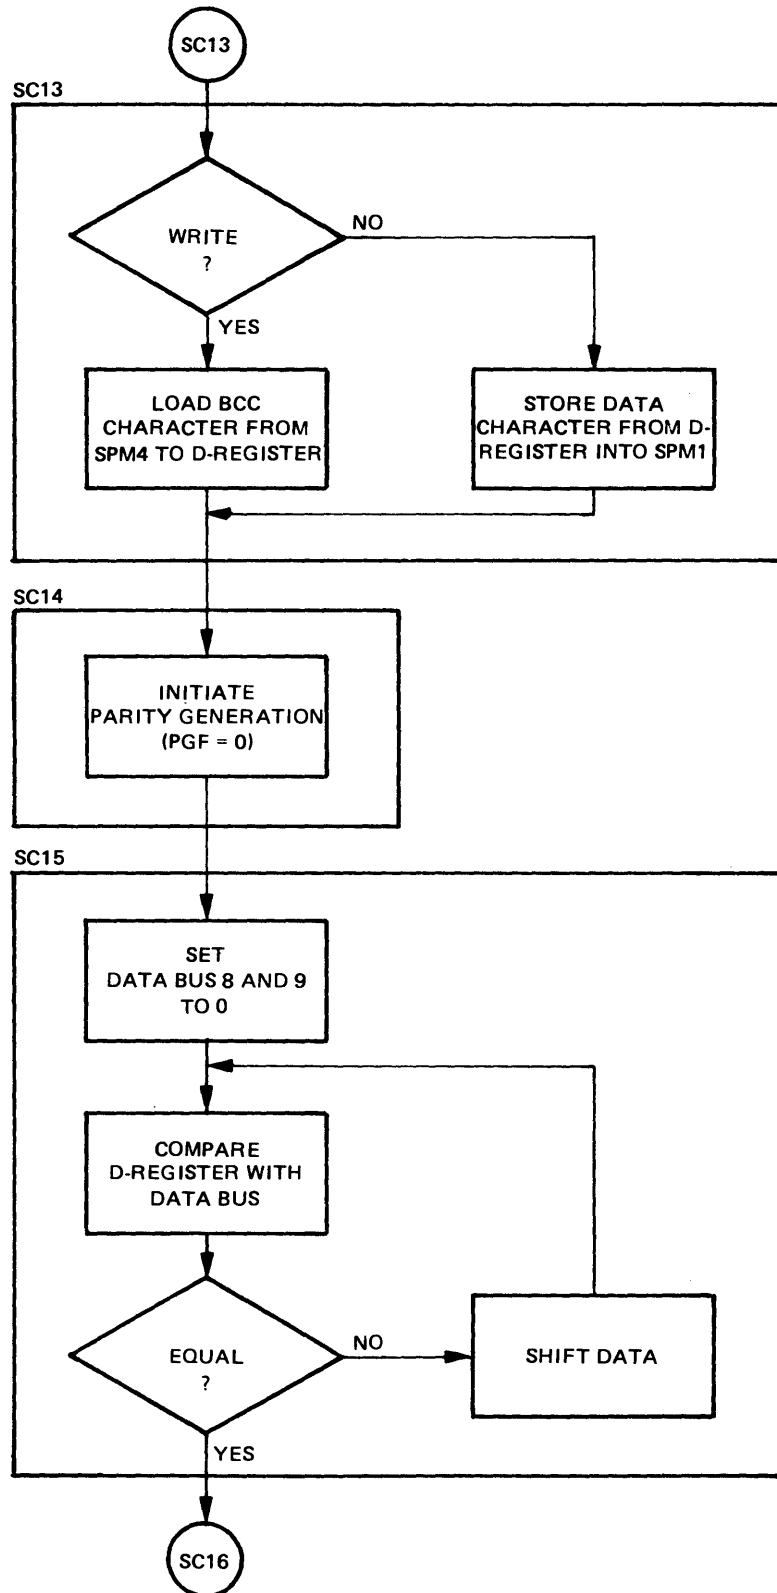 SC13
SC13
WRITE
?
NO
YES
LOAD BCC
CHARACTER FROM
SPM4 TO D-REGISTER
STORE DATA
CHARACTER FROM D-
REGISTER INTO SPM1
SC14
INITIATE
PARITY GENERATION
(PGF = 0)
SC15
SET
DATA BUS 8 AND 9
TO 0
COMPARE
D-REGISTER WITH
DATA BUS
EQUAL
?
NO
SHIFT DATA
YES
SC16